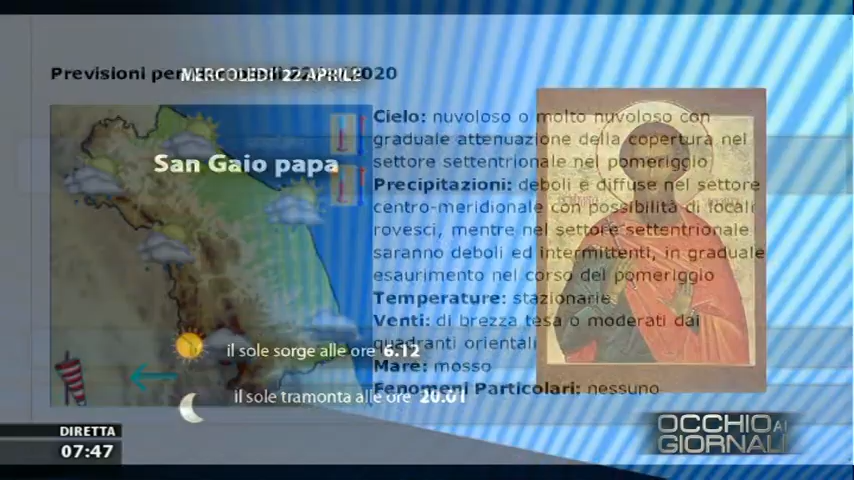 Previsioni per 2020
MERCOLEDI 22 APRILE
San Gaio papa
Cielo: nuvoloso o molto nuvoloso con
graduale attenuazione della copertura nel
settore settentrionale nel pomeriggio
Precipitazioni: deboli e diffuse nel settore
centro-meridionale con possibilità di locali
rovesci, mentre nel settore settentrionale
saranno deboli ed intermittenti, in graduale
esaurimento nel corso del pomeriggio
Temperature: stazionarie
Venti: di brezza tesa o moderati dai
quadranti orientali
Mare: mosso
Fenomeni Particolari: nessuno
il sole sorge alle ore 6.12
il sole tramonta alle ore 20.01
OCCHIO AI
GIORNALI
DIRETTA
07:47